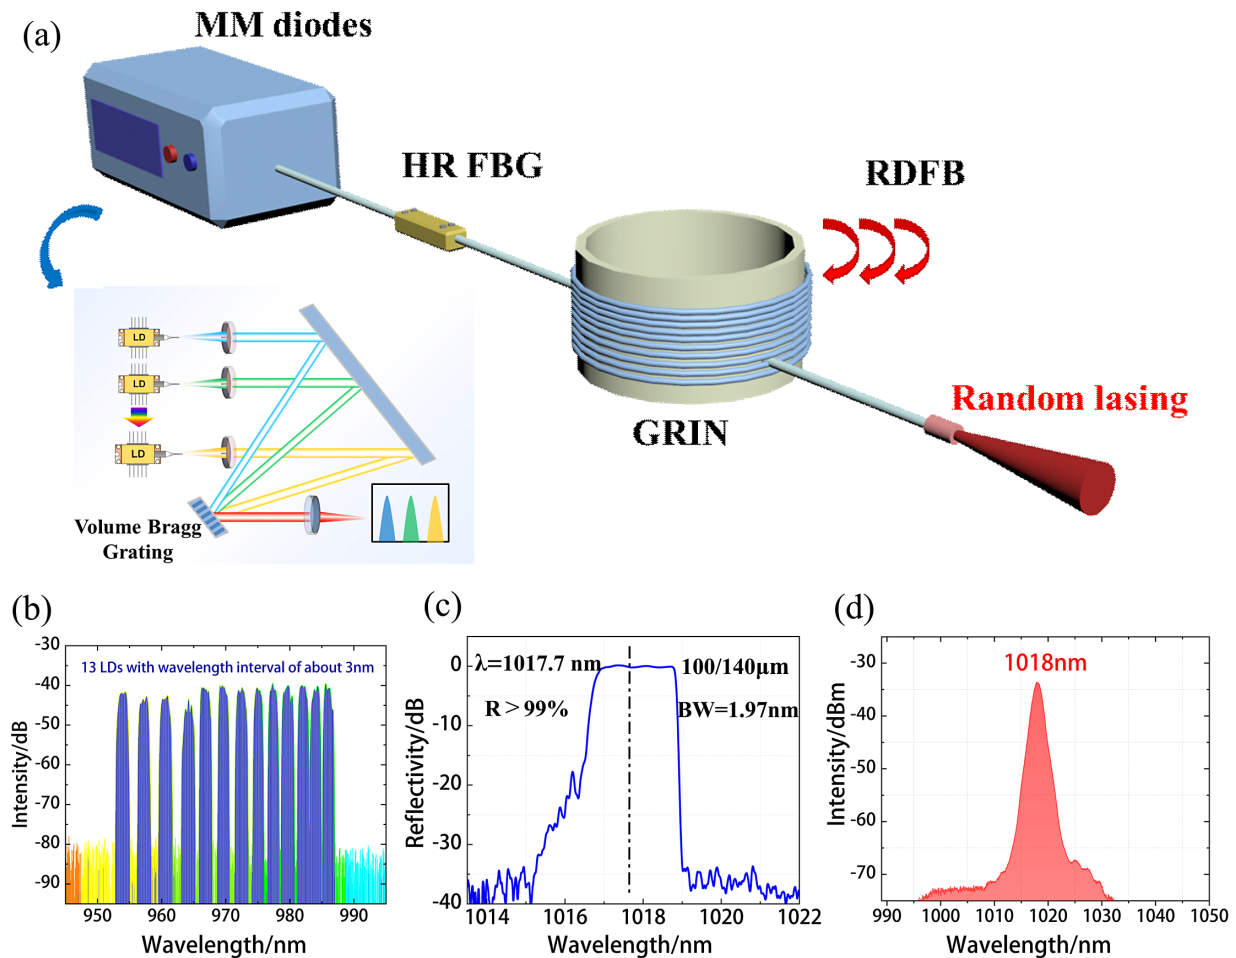 (a)
MM diodes
HR FBG
RDFB
LD
LD
LD
Volume Bragg
Grating
GRIN
Random lasing
(b)
13 LDs with wavelength interval of about 3nm
-30
-40
-50
-60
-70
-80
-90
Intensity/dB
950 960 970 980 990
Wavelength/nm
(c)
λ=1017.7 nm
100/140μm
R>99%
BW=1.97nm
0
-10
-20
-30
-40
Reflectivity/dB
1014 1016 1018 1020 1022
Wavelength/nm
(d)
1018nm
-30
-40
-50
-60
-70
Intensity/dBm
990 1000 1010 1020 1030 1040 1050
Wavelength/nm